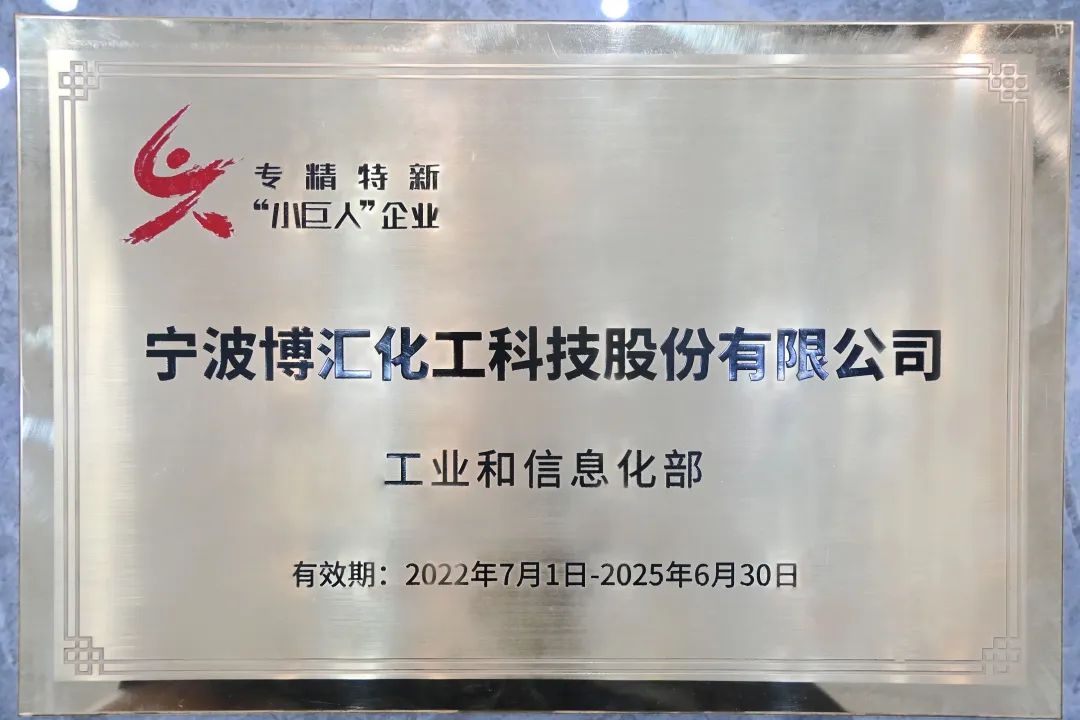 专精特新
“小巨人”企业
宁波博汇化工科技股份有限公司
工业和信息化部
有效期：2022年7月1日-2025年6月30日